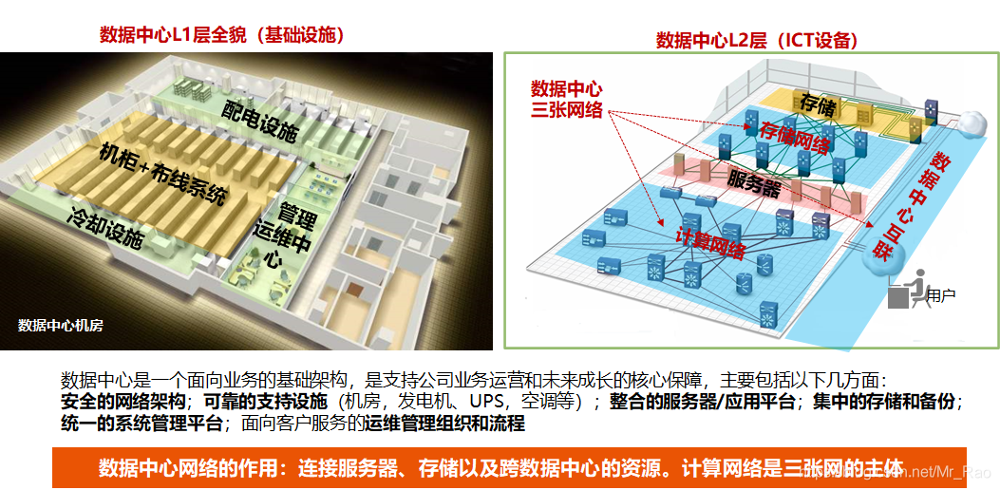 数据中心L1层全貌（基础设施）
配电设施
机柜+布线系统
冷却设施
管理
运维中
心
数据中心机房
数据中心L2层（ICT设备）
数据中心
三张网络
存储
存储网络
服务器
计算网络
数据中心互联
用户
数据中心是一个面向业务的基础架构，是支持公司业务运营和未来成长的核心保障，主要包括以下几方面：
安全的网络架构；可靠的支持设施（机房，发电机、UPS，空调等）；整合的服务器/应用平台；集中的存储和备份；
统一的系统管理平台；面向客户服务的运维管理组织和流程
数据中心网络的作用：连接服务器、存储以及跨数据中心的资源。计算网络是三张网的主体
https://blog.csdn.net/Mr_Rao